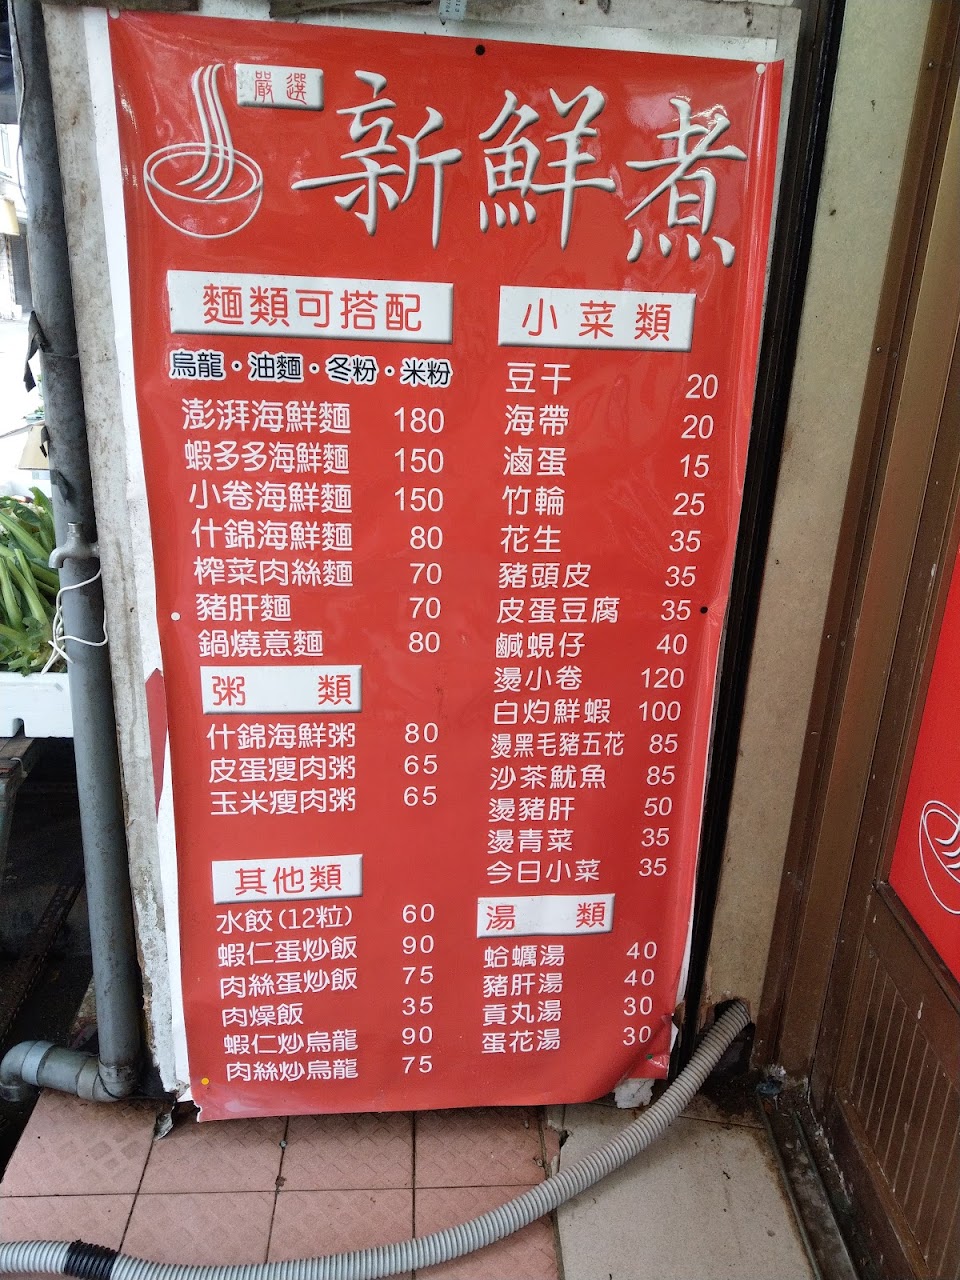 嚴選
新鮮煮
麵類可搭配
烏龍・油麵・冬粉・米粉
澎湃海鮮麵 180
蝦多多海鮮麵 150
小卷海鮮麵 150
什錦海鮮麵 80
榨菜肉絲麵 70
豬肝麵 70
鍋燒意麵 80
粥類
什錦海鮮粥 80
皮蛋瘦肉粥 65
玉米瘦肉粥 65
其他類
水餃(12粒) 60
蝦仁蛋炒飯 90
肉絲蛋炒飯 75
肉燥飯 35
蝦仁炒烏龍 90
肉絲炒烏龍 75
小菜類
豆干 20
海帶 20
滷蛋 15
竹輪 25
花生 35
豬頭皮 35
皮蛋豆腐 35
鹹蜆仔 40
燙小卷 120
白灼鮮蝦 100
燙黑毛豬五花 85
沙茶魷魚 85
燙豬肝 50
燙青菜 35
今日小菜 35
湯類
蛤蠣湯 40
豬肝湯 40
貢丸湯 30
蛋花湯 30